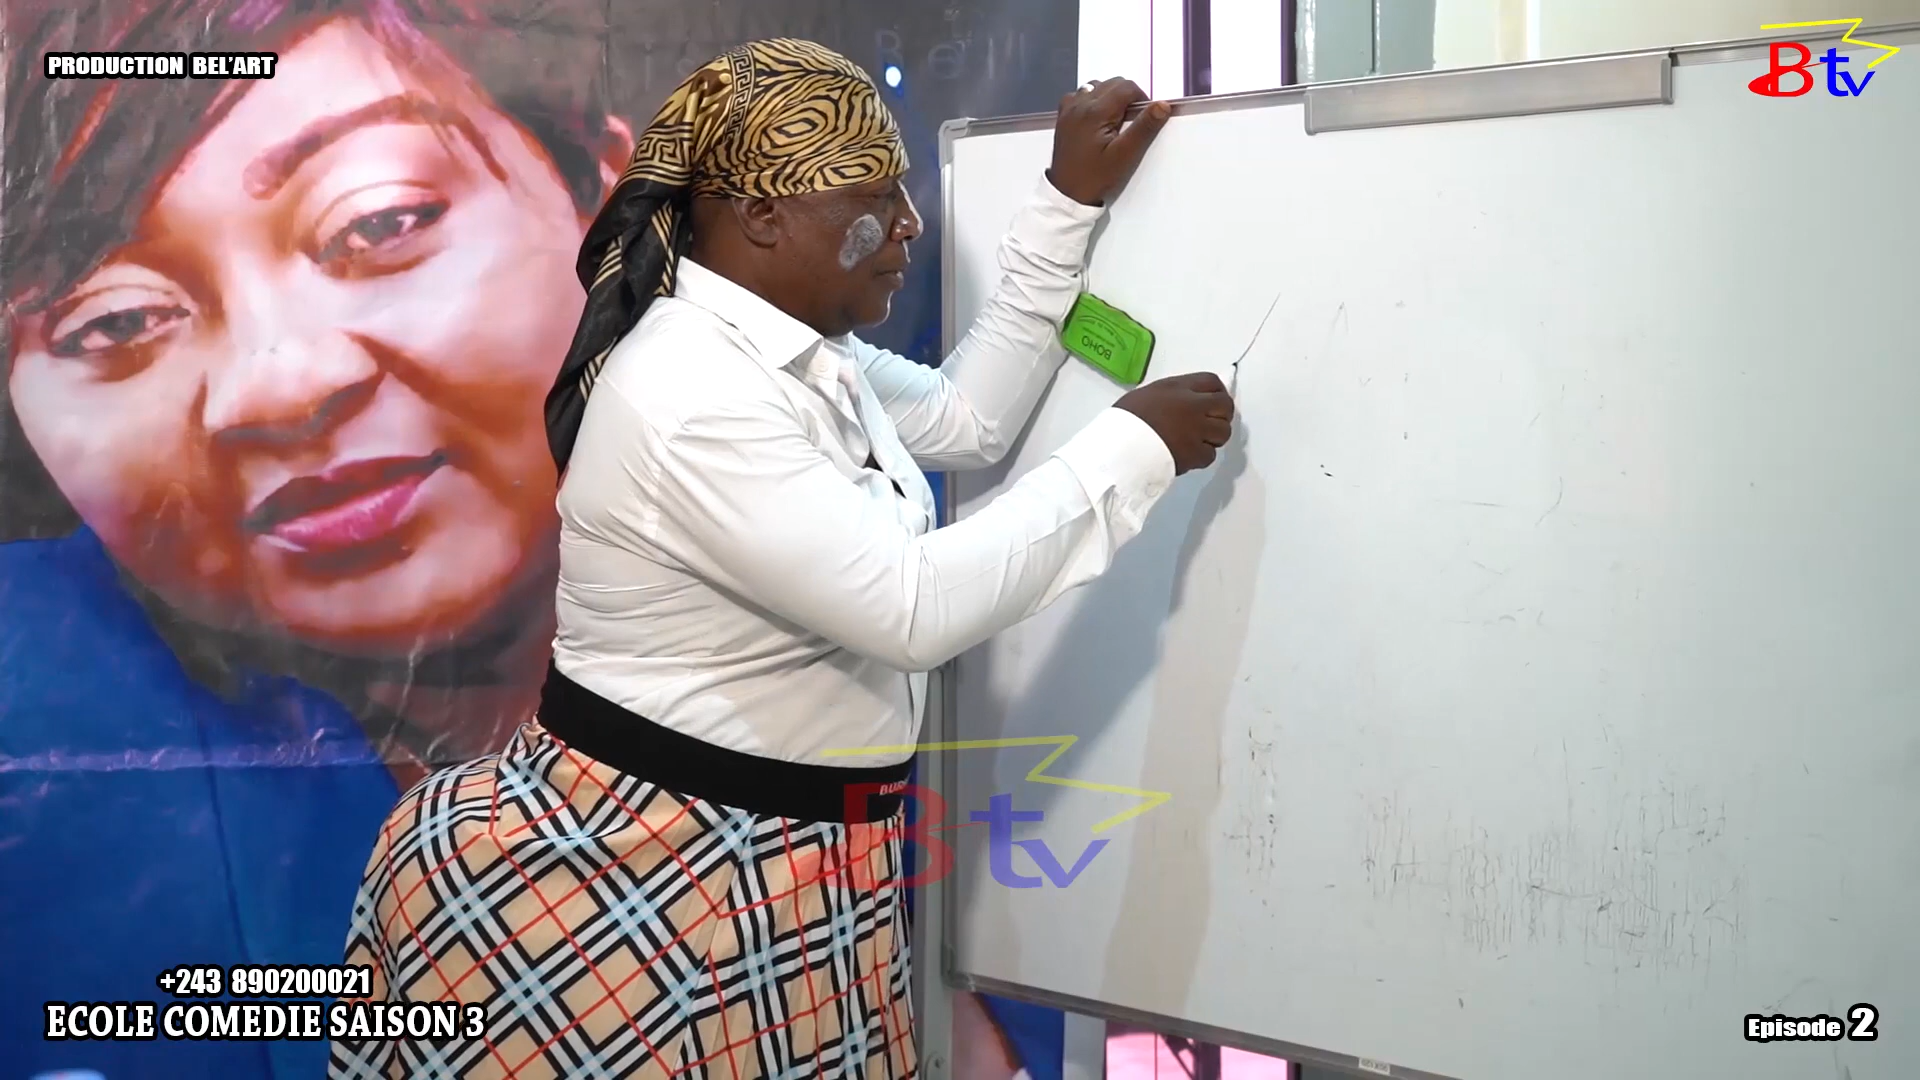 PRODUCTION BEL'ART
Btv
BOHO
Btv
+243 890200021
ECOLE COMEDIE SAISON 3
Episode 2